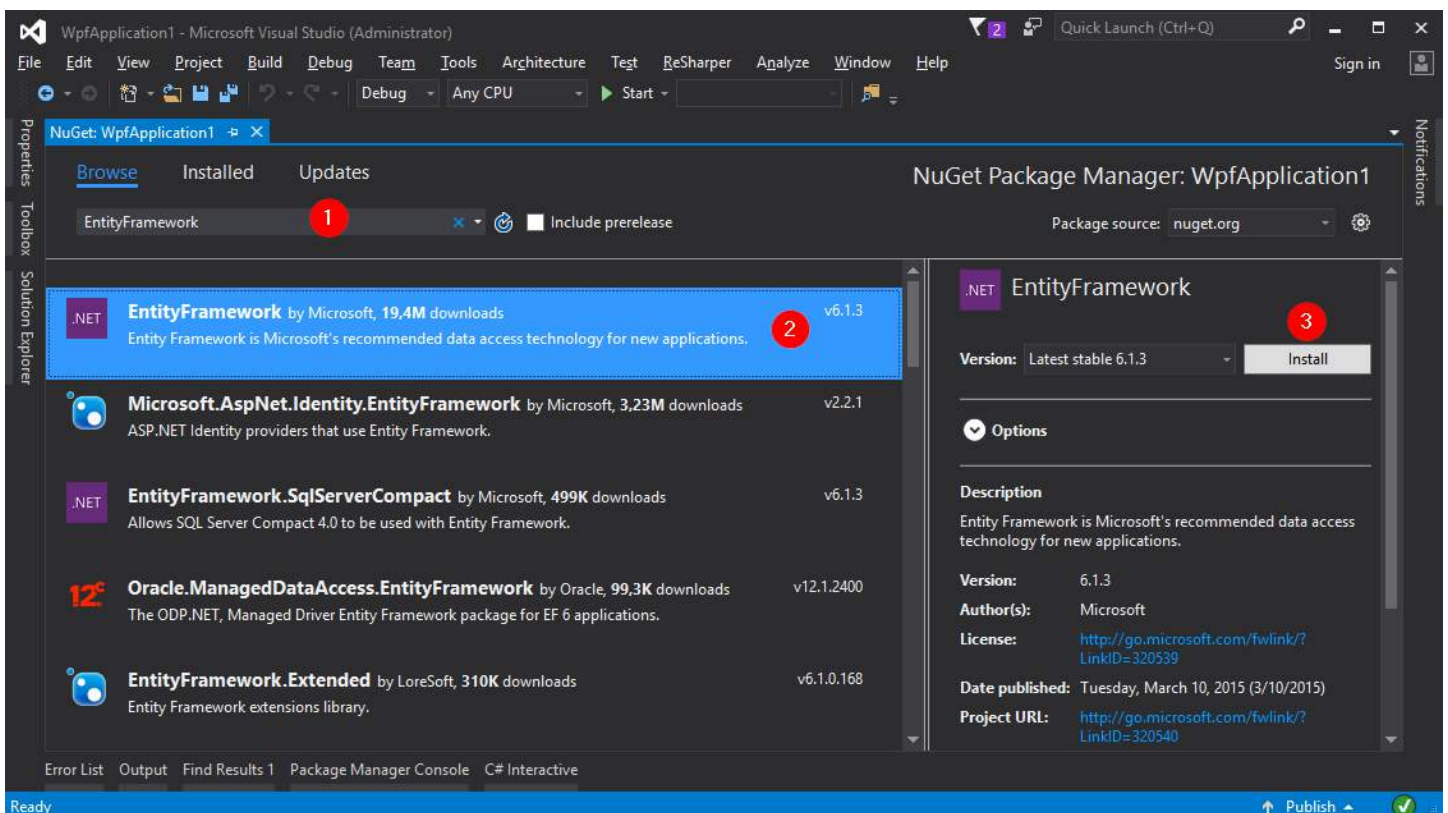 WpfApplication1 - Microsoft Visual Studio (Administrator)
2
Quick Launch (Ctrl+Q)
File Edit View Project Build Debug Team Tools Architecture Test ReSharper Analyze Window Help
Sign in
Debug Any CPU Start
Properties
Toolbox
Solution Explorer
Notifications
NuGet: WpfApplication1
Browse Installed Updates
NuGet Package Manager: WpfApplication1
EntityFramework
1
Include prerelease
Package source: nuget.org
.NET
EntityFramework by Microsoft, 19,4M downloads
v6.1.3
Entity Framework is Microsoft's recommended data access technology for new applications.
2
Microsoft.AspNet.Identity.EntityFramework by Microsoft, 3,23M downloads
v2.2.1
ASP.NET Identity providers that use Entity Framework.
.NET
EntityFramework.SqlServerCompact by Microsoft, 499K downloads
v6.1.3
Allows SQL Server Compact 4.0 to be used with Entity Framework.
12c
Oracle.ManagedDataAccess.EntityFramework by Oracle, 99,3K downloads
v12.1.2400
The ODP.NET, Managed Driver Entity Framework package for EF 6 applications.
EntityFramework.Extended by LoreSoft, 310K downloads
v6.1.0.168
Entity Framework extensions library.
.NET
EntityFramework
3
Version: Latest stable 6.1.3
Install
Options
Description
Entity Framework is Microsoft's recommended data access
technology for new applications.
Version: 6.1.3
Author(s): Microsoft
License: http://go.microsoft.com/fwlink/?
LinkID=320539
Date published: Tuesday, March 10, 2015 (3/10/2015)
Project URL: http://go.microsoft.com/fwlink/?
LinkID=320540
Error List Output Find Results 1 Package Manager Console C# Interactive
Ready
Publish